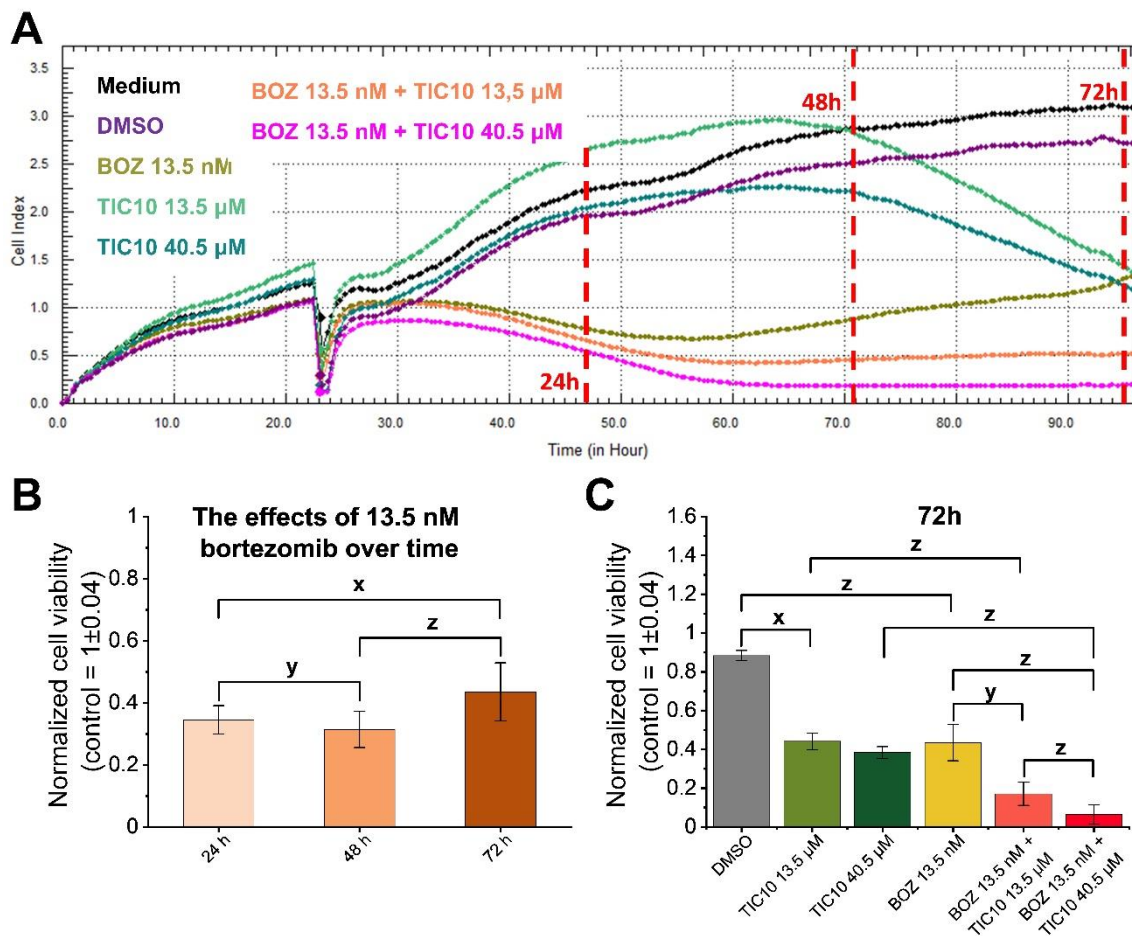 A
Cell Index
3.5
3.0
2.5
2.0
1.5
1.0
0.5
0.0
Medium
DMSO
BOZ 13.5 nM
TIC10 13.5 µM
TIC10 40.5 µM
BOZ 13.5 nM + TIC10 13,5 µM
BOZ 13.5 nM + TIC10 40.5 µM
24h
48h
72h
0.0 10.0 20.0 30.0 40.0 50.0 60.0 70.0 80.0 90.0
Time (in Hour)
B
The effects of 13.5 nM
bortezomib over time
Normalized cell viability
(control = 1±0.04)
1
0.8
0.6
0.4
0.2
0
x
z
y
24 h
48 h
72 h
C
72h
Normalized cell viability
(control = 1±0.04)
1.6
1.4
1.2
1
0.8
0.6
0.4
0.2
0
z
z
x
z
z
y
z
DMSO
TIC10 13.5 µM
TIC10 40.5 µM
BOZ 13.5 nM
BOZ 13.5 nM +
TIC10 13.5 µM
BOZ 13.5 nM +
TIC10 40.5 µM